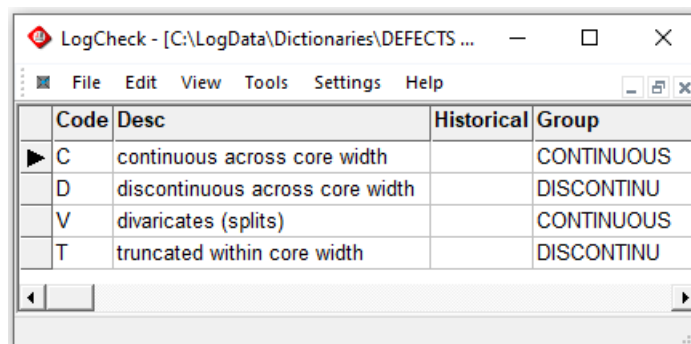 LogCheck - [C:\LogData\Dictionaries\DEFECTS ...
File Edit View Tools Settings Help
Code Desc Historical Group
C continuous across core width CONTINUOUS
D discontinuous across core width DISCONTINU
V divaricates (splits) CONTINUOUS
T truncated within core width DISCONTINU